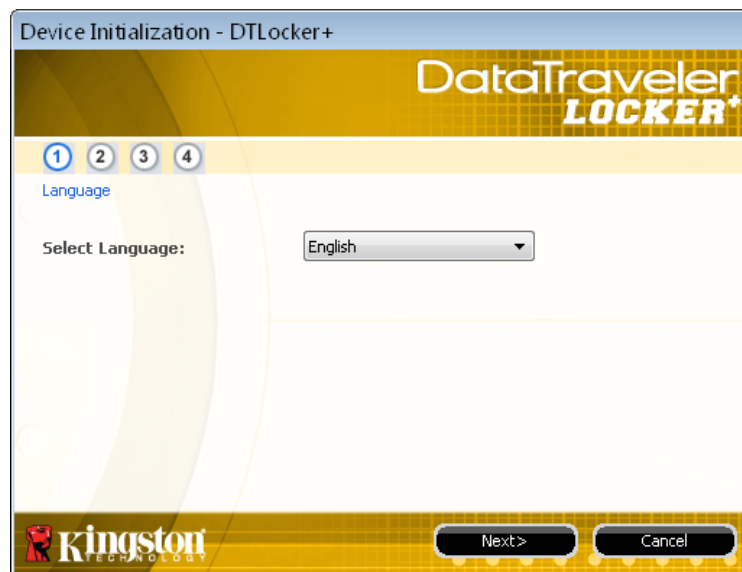 Device Initialization - DTLocker+
DataTraveler
LOCKER+
1 2 3 4
Language
Select Language: English
Kingston
TECHNOLOGY
Next> Cancel